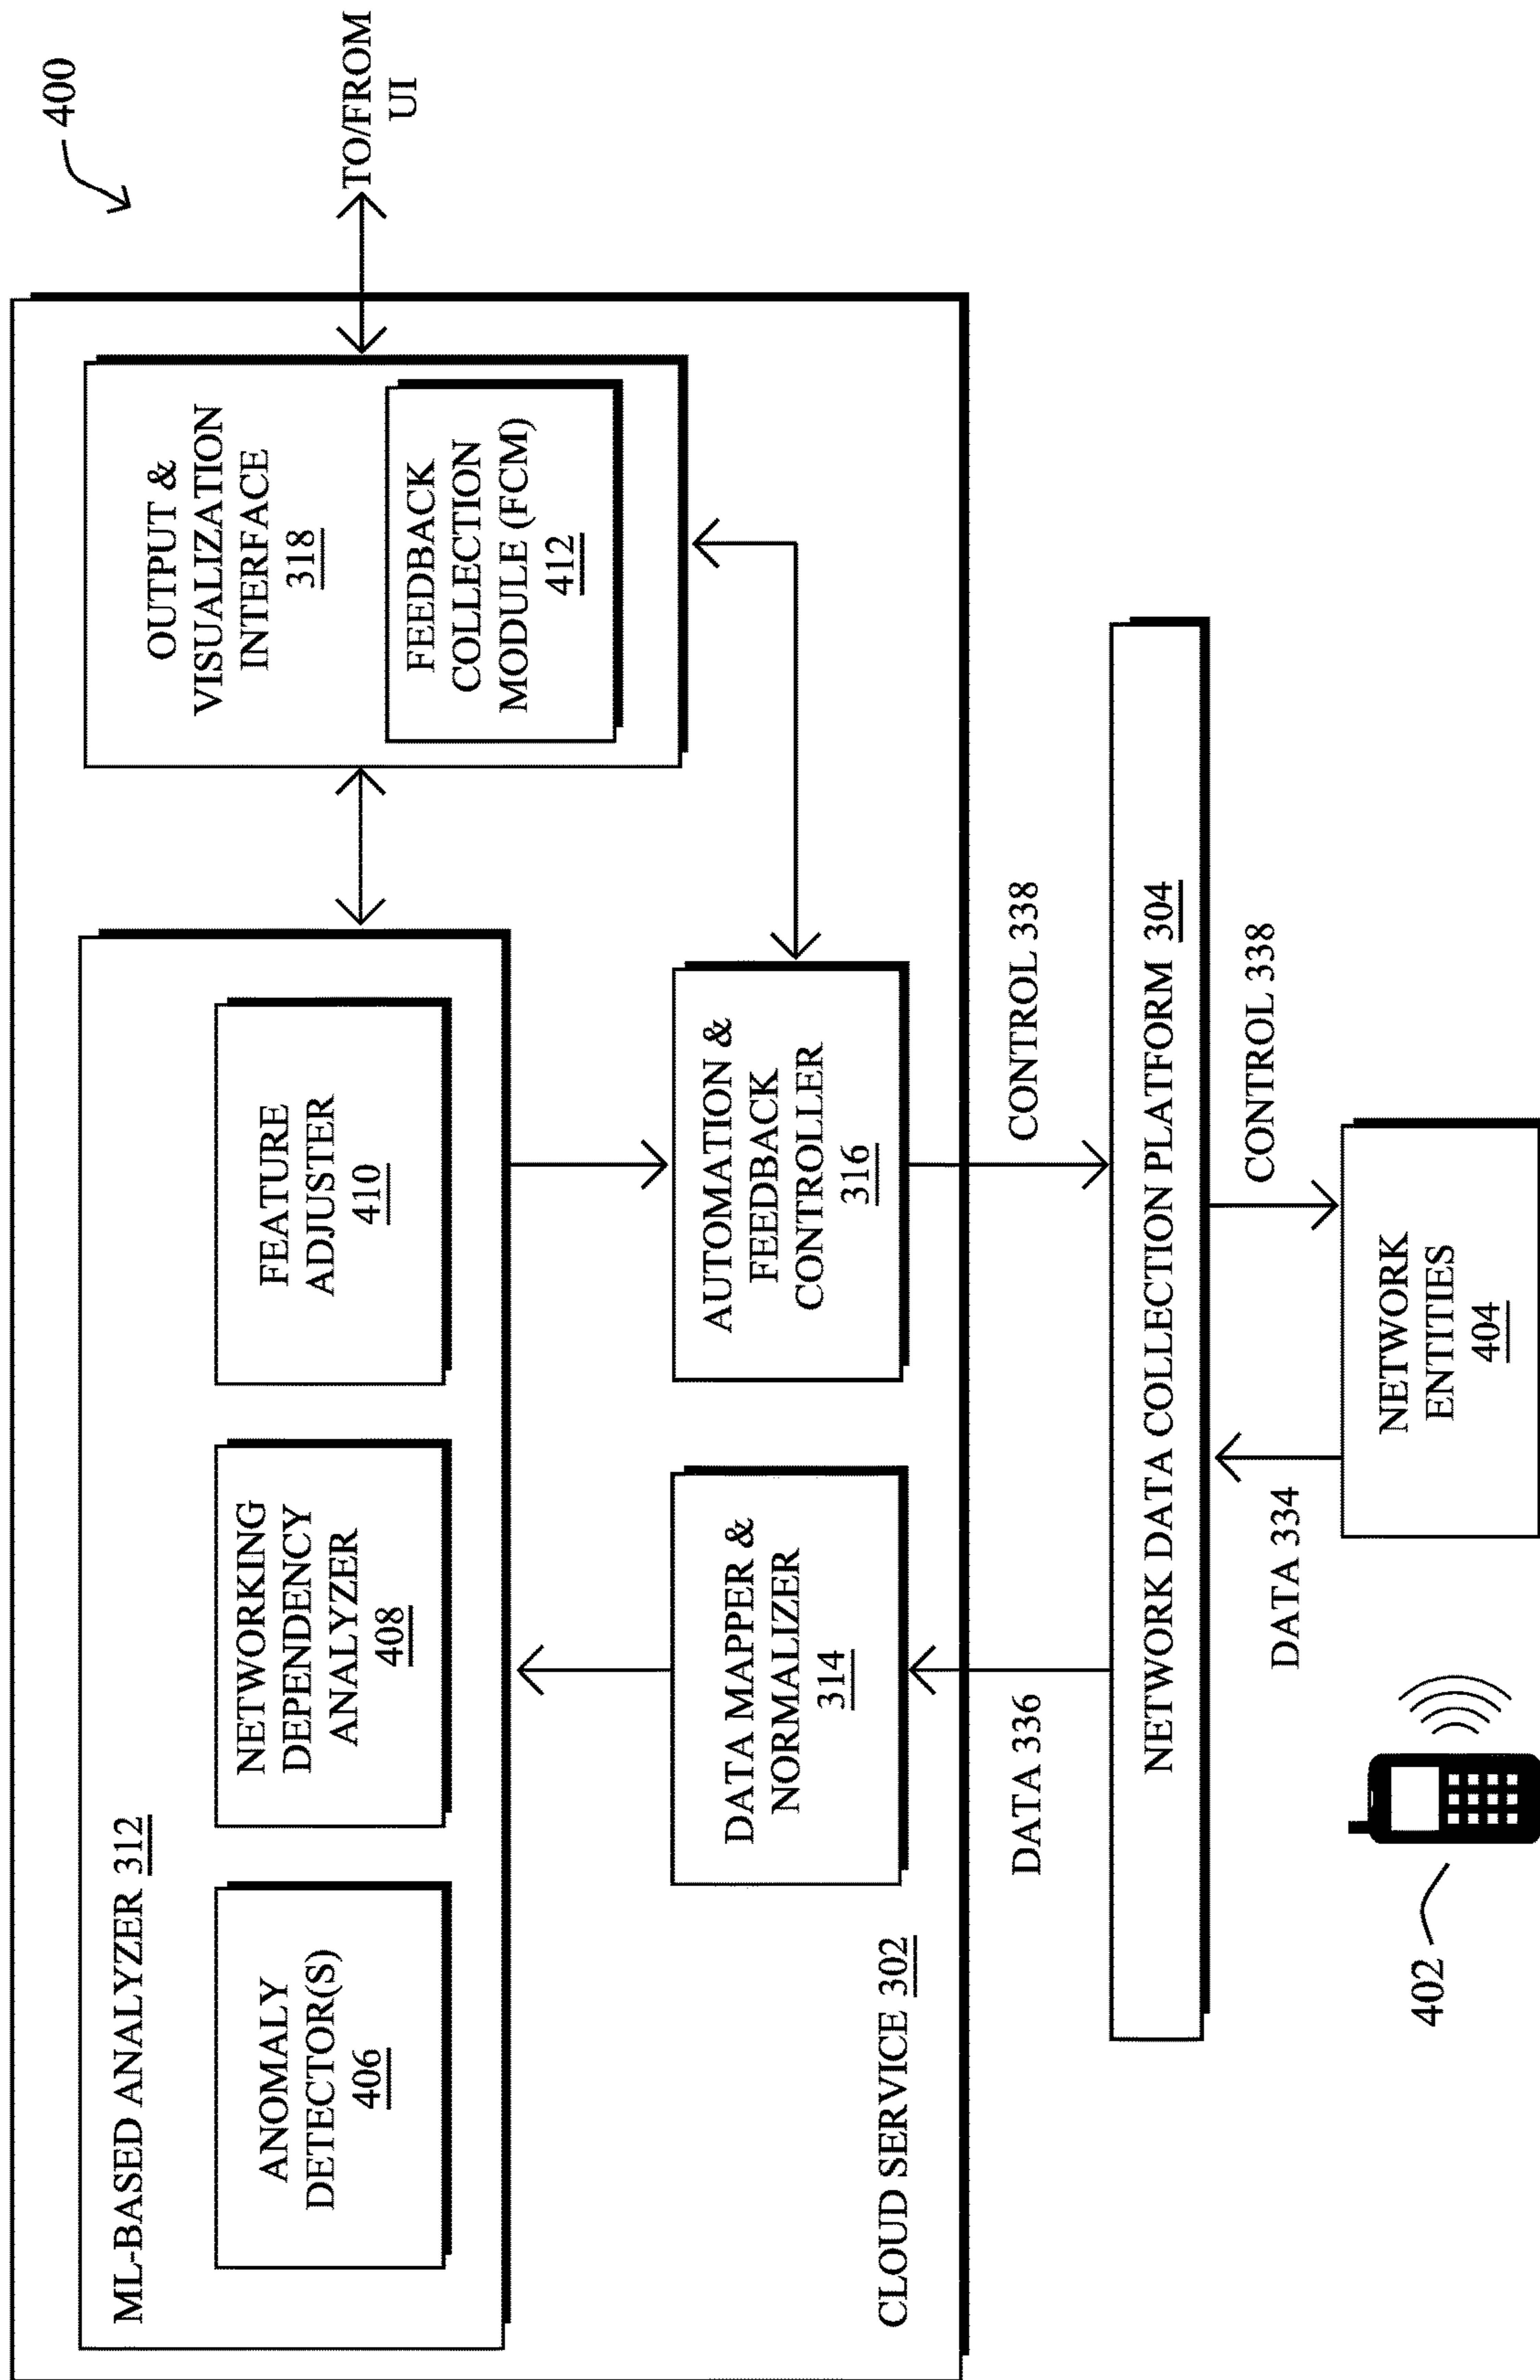 400
ML-BASED ANALYZER 312
ANOMALY
DETECTOR(S)
406
NETWORKING
DEPENDENCY
ANALYZER
408
FEATURE
ADJUSTER
410
OUTPUT &
VISUALIZATION
INTERFACE
318
FEEDBACK
COLLECTION
MODULE (FCM)
412
TO/FROM
UI
DATA MAPPER &
NORMALIZER
314
AUTOMATION &
FEEDBACK
CONTROLLER
316
CLOUD SERVICE 302
DATA 336
CONTROL 338
NETWORK DATA COLLECTION PLATFORM 304
DATA 334
CONTROL 338
NETWORK
ENTITIES
404
402